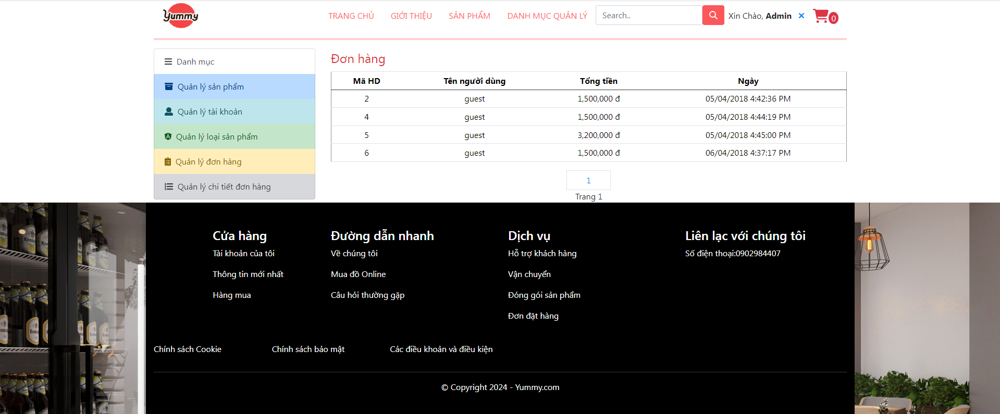 Yummy
TRANG CHỦ GIỚI THIỆU SẢN PHẨM DANH MỤC QUẢN LÝ Search.. Xin Chào, Admin × 0
Danh mục
Quản lý sản phẩm
Quản lý tài khoản
Quản lý loại sản phẩm
Quản lý đơn hàng
Quản lý chi tiết đơn hàng
Đơn hàng
Mã HD Tên người dùng Tổng tiền Ngày
2 guest 1,500,000 đ 05/04/2018 4:42:36 PM
4 guest 1,500,000 đ 05/04/2018 4:44:19 PM
5 guest 3,200,000 đ 05/04/2018 4:45:00 PM
6 guest 1,500,000 đ 06/04/2018 4:37:17 PM
1
Trang 1
Cửa hàng
Tài khoản của tôi
Thông tin mới nhất
Hàng mua
Đường dẫn nhanh
Về chúng tôi
Mua đồ Online
Câu hỏi thường gặp
Dịch vụ
Hỗ trợ khách hàng
Vận chuyển
Đóng gói sản phẩm
Đơn đặt hàng
Liên lạc với chúng tôi
Số điện thoại:0902984407
Chính sách Cookie Chính sách bảo mật Các điều khoản và điều kiện
© Copyright 2024 - Yummy.com